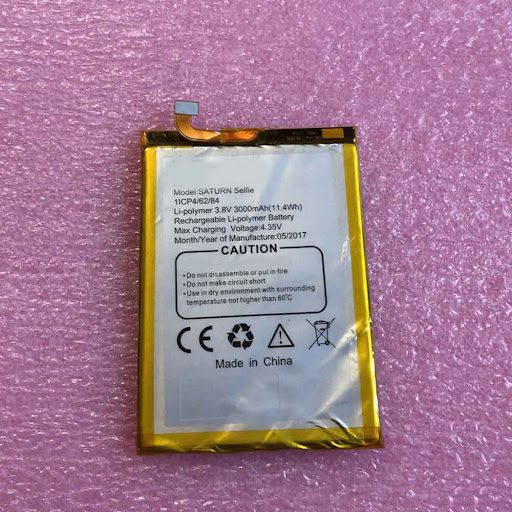 Model:SATURN Selfie
1ICP4/62/84
Li-polymer 3.8V 3000mAh(11.4Wh)
Rechargeable Li-polymer Battery
Max Charging Voltage:4.35V
Month/Year of Manufacture:05/2017
CAUTION
• Do not disassemble or put in fire
• Do not make circuit short
• Use in dry environment with surrounding
temperature not higher than 60℃
CE
Made in China